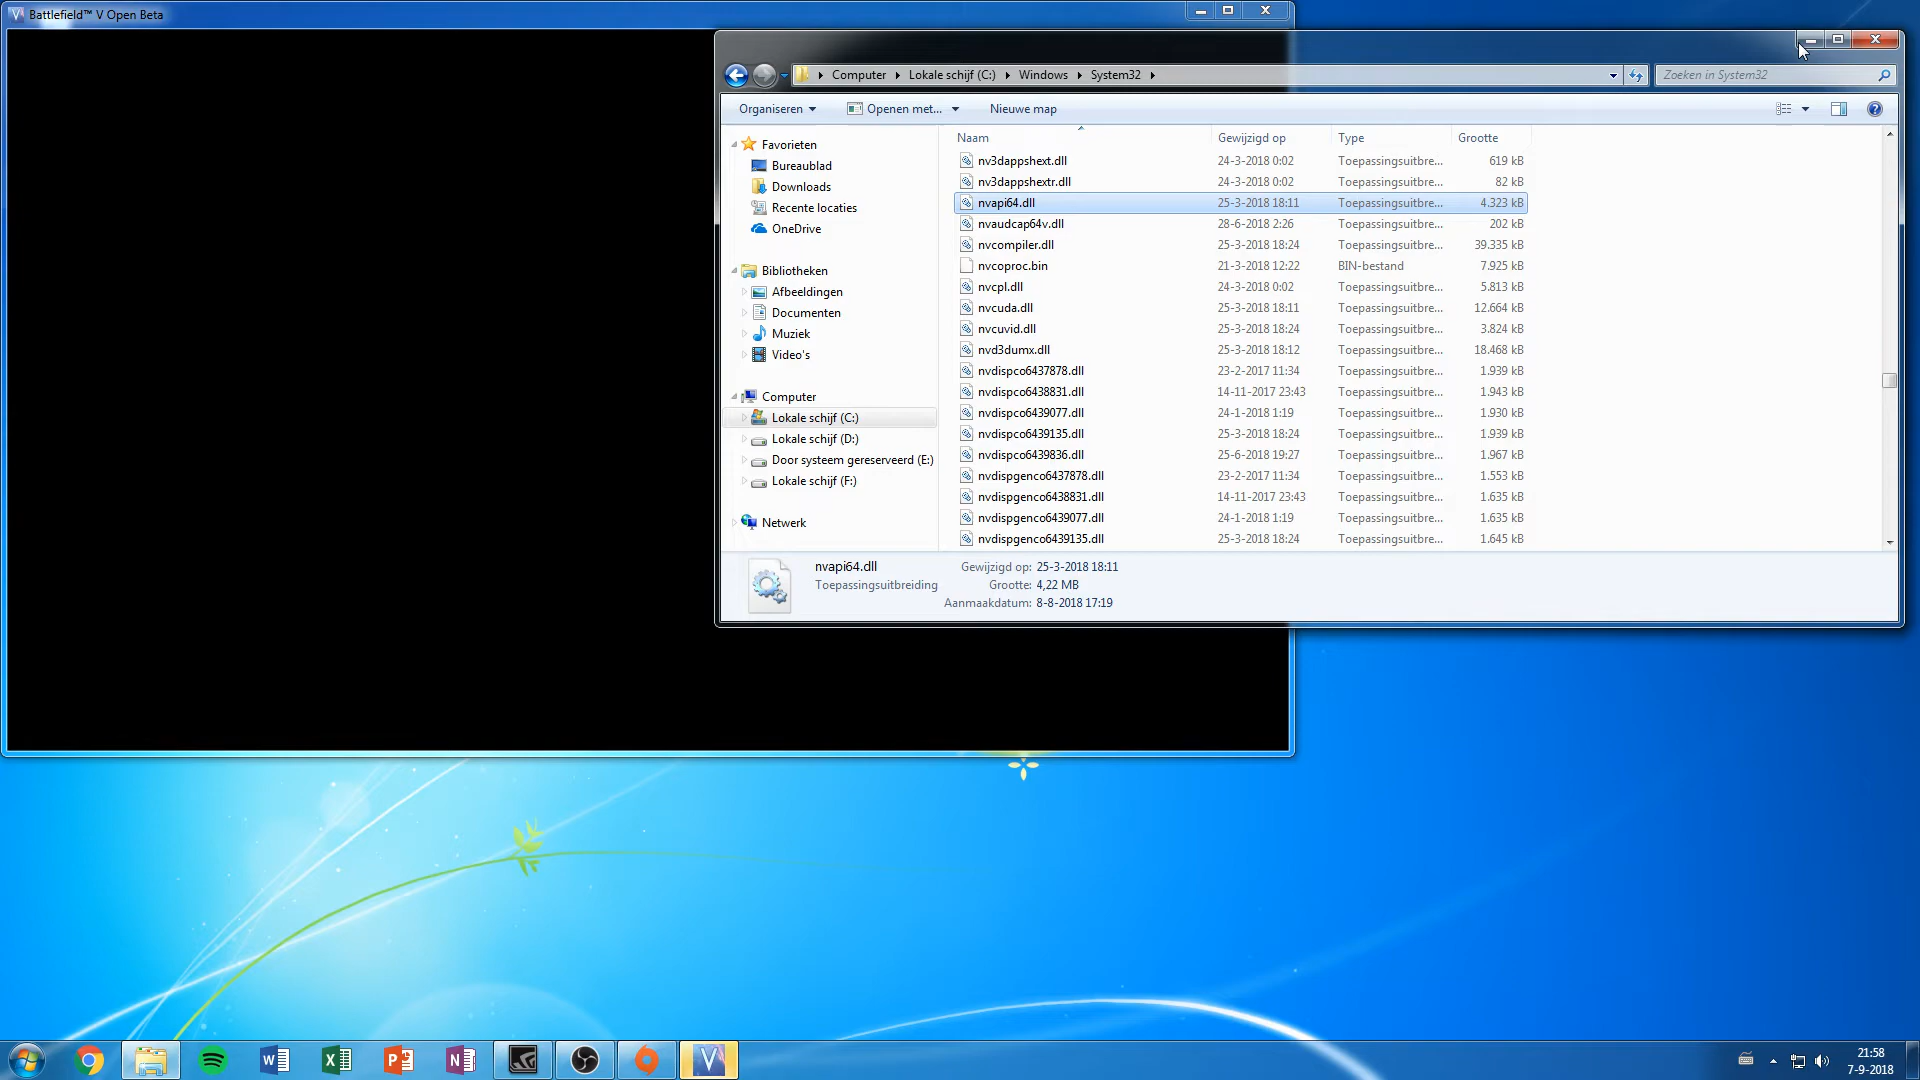 Battlefield™ V Open Beta
Computer Lokale schijf (C:) Windows System32
Zoeken in System32
Organiseren Openen met... Nieuwe map
Naam Gewijzigd op Type Grootte
Favorieten
Bureaublad
Downloads
Recente locaties
OneDrive
Bibliotheken
Afbeeldingen
Documenten
Muziek
Video's
Computer
Lokale schijf (C:)
Lokale schijf (D:)
Door systeem gereserveerd (E:)
Lokale schijf (F:)
Netwerk
nv3dappshext.dll 24-3-2018 0:02 Toepassingsuitbre... 619 kB
nv3dappshextr.dll 24-3-2018 0:02 Toepassingsuitbre... 82 kB
nvapi64.dll 25-3-2018 18:11 Toepassingsuitbre... 4.323 kB
nvaudcap64v.dll 28-6-2018 2:26 Toepassingsuitbre... 202 kB
nvcompiler.dll 25-3-2018 18:24 Toepassingsuitbre... 39.335 kB
nvcoproc.bin 21-3-2018 12:22 BIN-bestand 7.925 kB
nvcpl.dll 24-3-2018 0:02 Toepassingsuitbre... 5.813 kB
nvcuda.dll 25-3-2018 18:11 Toepassingsuitbre... 12.664 kB
nvcuvid.dll 25-3-2018 18:24 Toepassingsuitbre... 3.824 kB
nvd3dumx.dll 25-3-2018 18:12 Toepassingsuitbre... 18.468 kB
nvdispco6437878.dll 23-2-2017 11:34 Toepassingsuitbre... 1.939 kB
nvdispco6438831.dll 14-11-2017 23:43 Toepassingsuitbre... 1.943 kB
nvdispco6439077.dll 24-1-2018 1:19 Toepassingsuitbre... 1.930 kB
nvdispco6439135.dll 25-3-2018 18:24 Toepassingsuitbre... 1.939 kB
nvdispco6439836.dll 25-6-2018 19:27 Toepassingsuitbre... 1.967 kB
nvdispgenco6437878.dll 23-2-2017 11:34 Toepassingsuitbre... 1.553 kB
nvdispgenco6438831.dll 14-11-2017 23:43 Toepassingsuitbre... 1.635 kB
nvdispgenco6439077.dll 24-1-2018 1:19 Toepassingsuitbre... 1.635 kB
nvdispgenco6439135.dll 25-3-2018 18:24 Toepassingsuitbre... 1.645 kB
nvapi64.dll Gewijzigd op: 25-3-2018 18:11
Toepassingsuitbreiding Grootte: 4,22 MB
Aanmaakdatum: 8-8-2018 17:19
21:58
7-9-2018